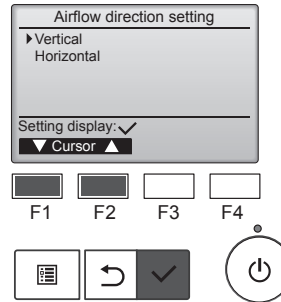 Airflow direction setting
Vertical
Horizontal
Setting display:
Cursor
F1 F2 F3 F4